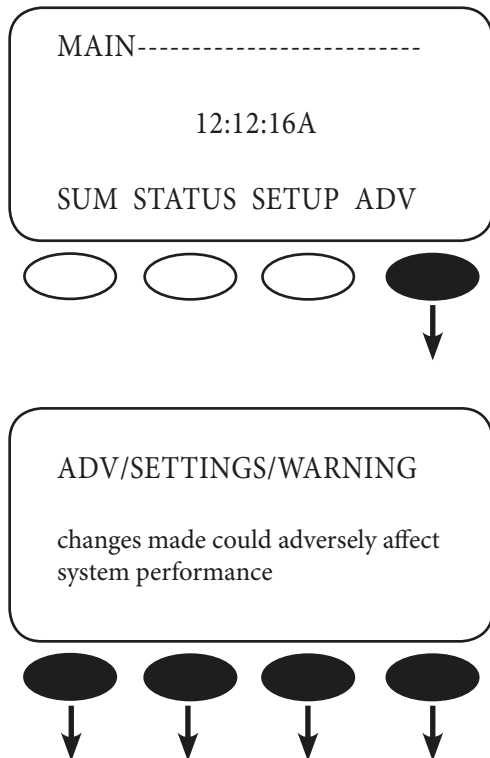 MAIN--------------------------
12:12:16A
SUM STATUS SETUP ADV
ADV/SETTINGS/WARNING
changes made could adversely affect
system performance